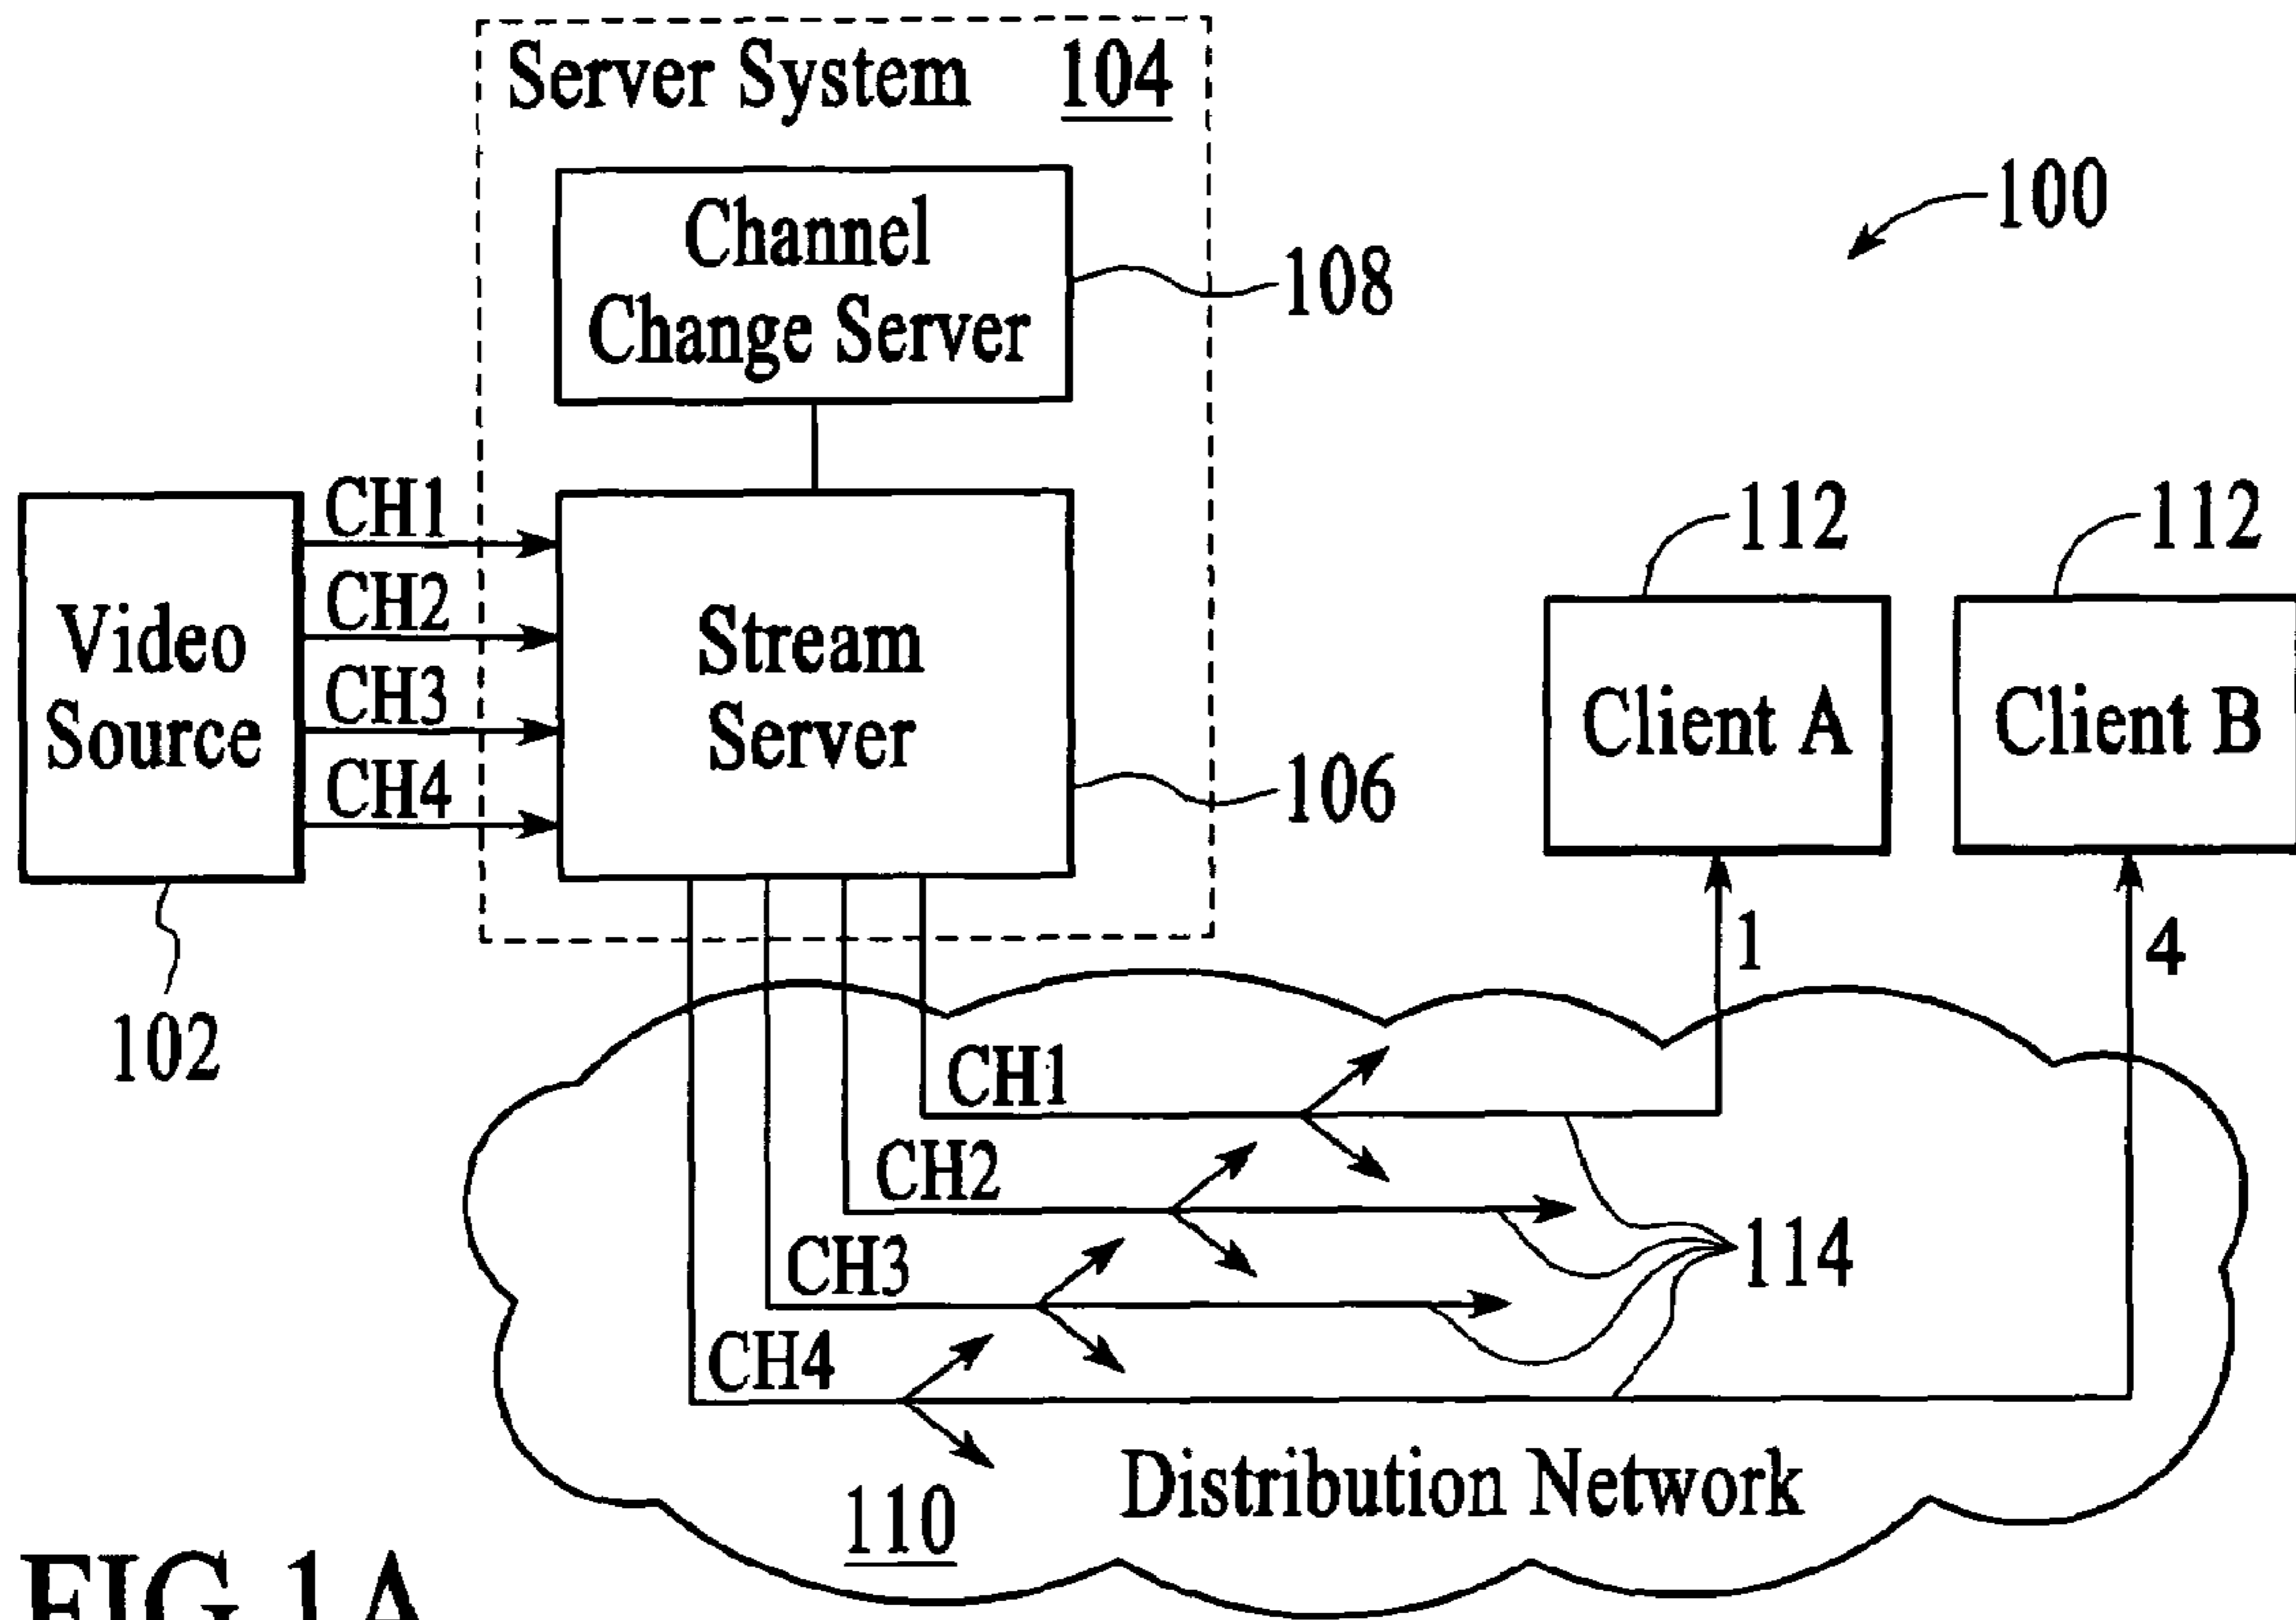 Server System 104
Channel
Change Server
100
108
CH1
CH2
CH3
CH4
Video
Source
Stream
Server
106
112
112
Client A
Client B
1
4
102
CH1
CH2
CH3
CH4
114
Distribution Network
110
FIG.1A